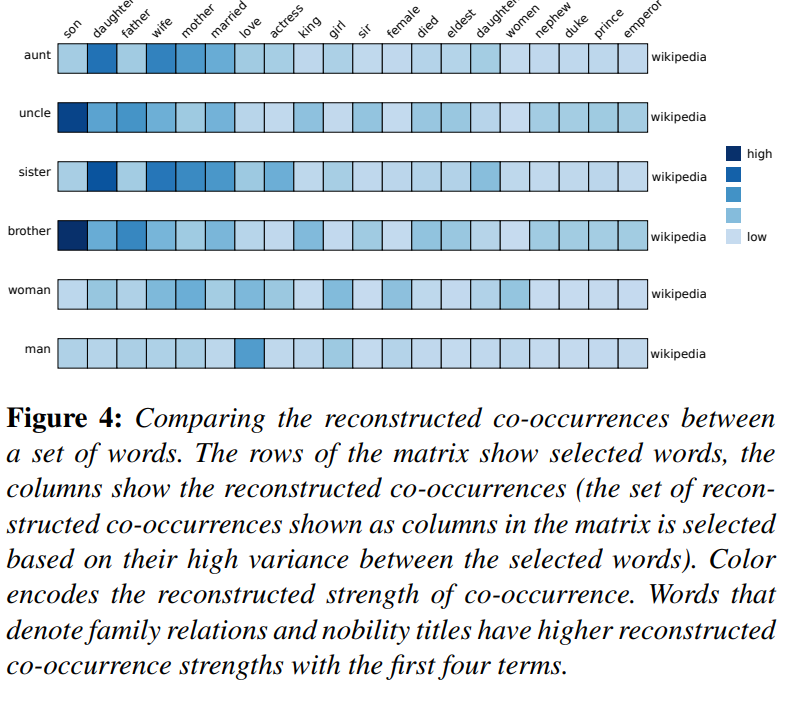 son
daughter
father
wife
mother
married
love
actress
king
girl
sir
female
died
eldest
daughter
women
nephew
duke
prince
emperor
aunt wikipedia
uncle wikipedia
sister wikipedia
brother wikipedia
woman wikipedia
man wikipedia
high
low
Figure 4: Comparing the reconstructed co-occurrences between
a set of words. The rows of the matrix show selected words, the
columns show the reconstructed co-occurrences (the set of recon-
structed co-occurrences shown as columns in the matrix is selected
based on their high variance between the selected words). Color
encodes the reconstructed strength of co-occurrence. Words that
denote family relations and nobility titles have higher reconstructed
co-occurrence strengths with the first four terms.